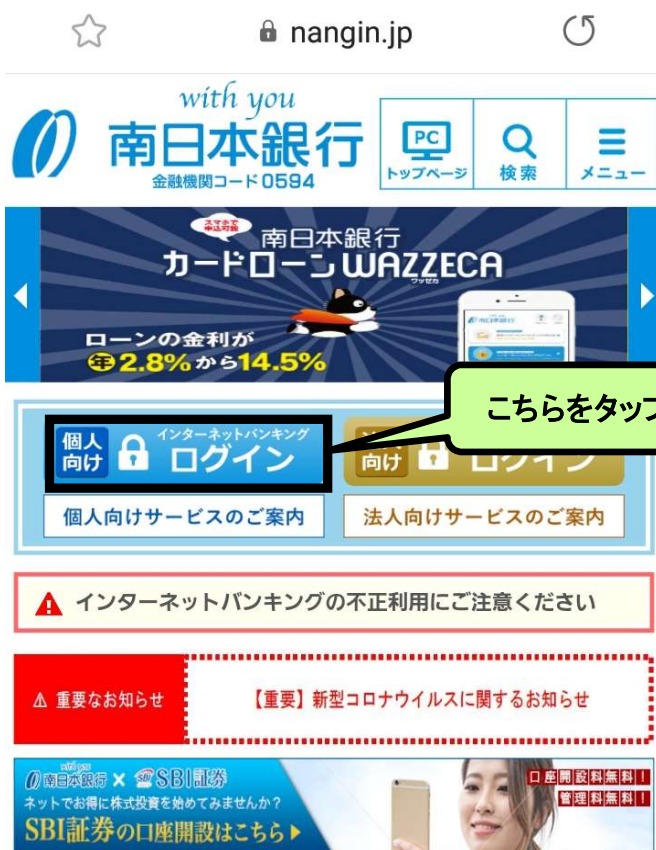 nangin.jp
with you
南日本銀行
金融機関コード0594
PC
トップページ
検索
メニュー
スマホで
申込可能
南日本銀行
カードローン WAZZECA
ワッゼカ
ローンの金利が
年2.8%から14.5%
こちらをタップ
個人
向け
インターネットバンキング
ログイン
向け
ログイン
個人向けサービスのご案内
法人向けサービスのご案内
インターネットバンキングの不正利用にご注意ください
重要なお知らせ
【重要】新型コロナウイルスに関するお知らせ
with you
南日本銀行 × SBI SBI証券
口座開設料無料!
管理料無料!
ネットでお得に株式投資を始めてみませんか?
SBI証券の口座開設はこちら